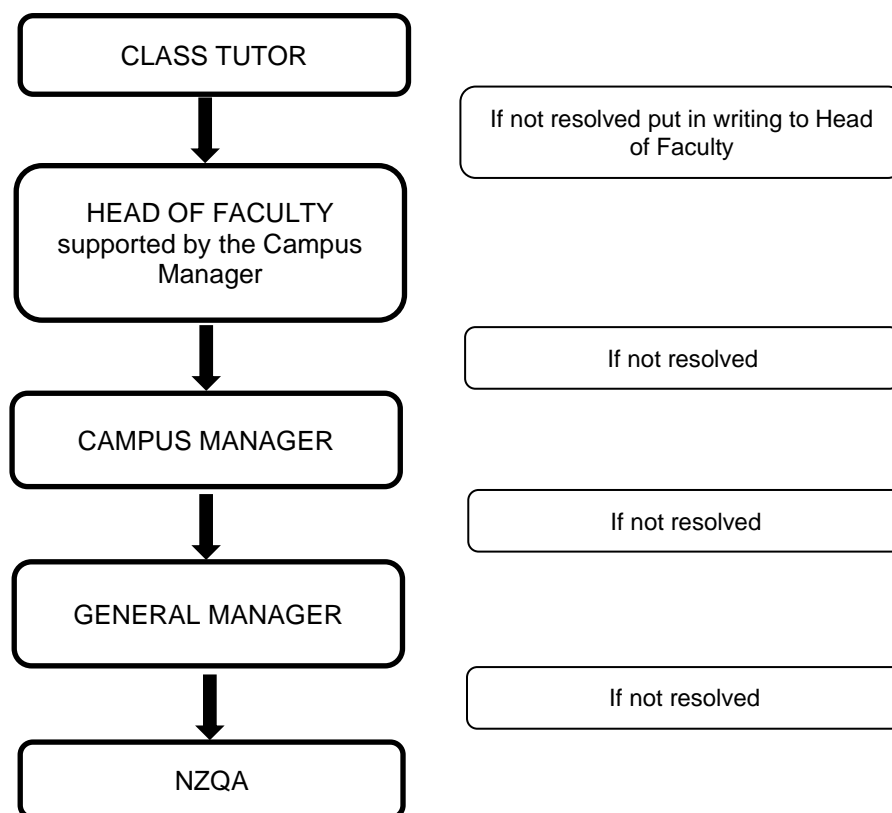 CLASS TUTOR
If not resolved put in writing to Head
of Faculty
HEAD OF FACULTY
supported by the Campus
Manager
If not resolved
CAMPUS MANAGER
If not resolved
GENERAL MANAGER
If not resolved
NZQA